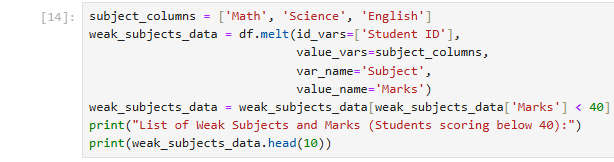 [14]: subject_columns = ['Math', 'Science', 'English']
weak_subjects_data = df.melt(id_vars=['Student ID'],
                             value_vars=subject_columns,
                             var_name='Subject',
                             value_name='Marks')
weak_subjects_data = weak_subjects_data[weak_subjects_data['Marks'] < 40]
print("List of Weak Subjects and Marks (Students scoring below 40):")
print(weak_subjects_data.head(10))